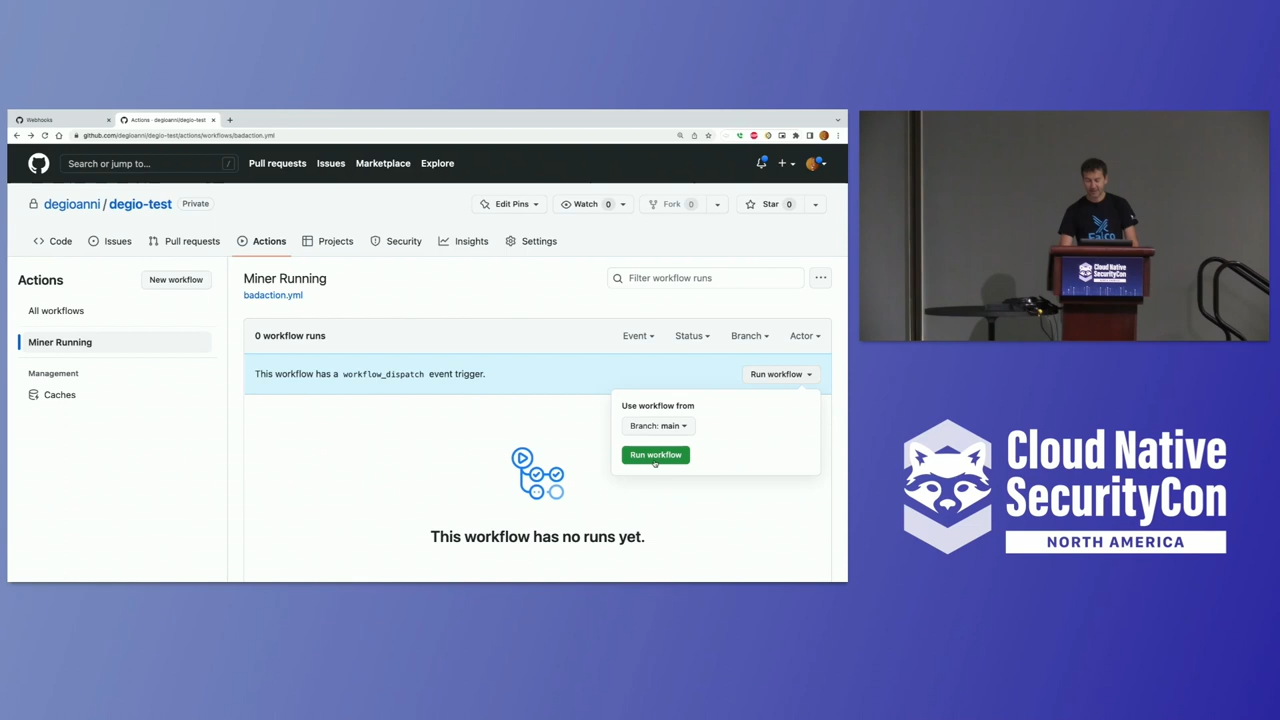 Webhooks
Actions · degioanni/degio-test
github.com/degioanni/degio-test/actions/workflows/badaction.yml
Search or jump to...
/
Pull requests
Issues
Marketplace
Explore
degioanni / degio-test
Private
Edit Pins
Watch 0
Fork 0
Star 0
Code
Issues
Pull requests
Actions
Projects
Security
Insights
Settings
Actions
New workflow
All workflows
Miner Running
Management
Caches
Miner Running
badaction.yml
Filter workflow runs
0 workflow runs
Event
Status
Branch
Actor
This workflow has a workflow_dispatch event trigger.
Run workflow
Use workflow from
Branch: main
Run workflow
This workflow has no runs yet.
Falco
Cloud Native
SecurityCon
Cloud Native
SecurityCon
NORTH AMERICA